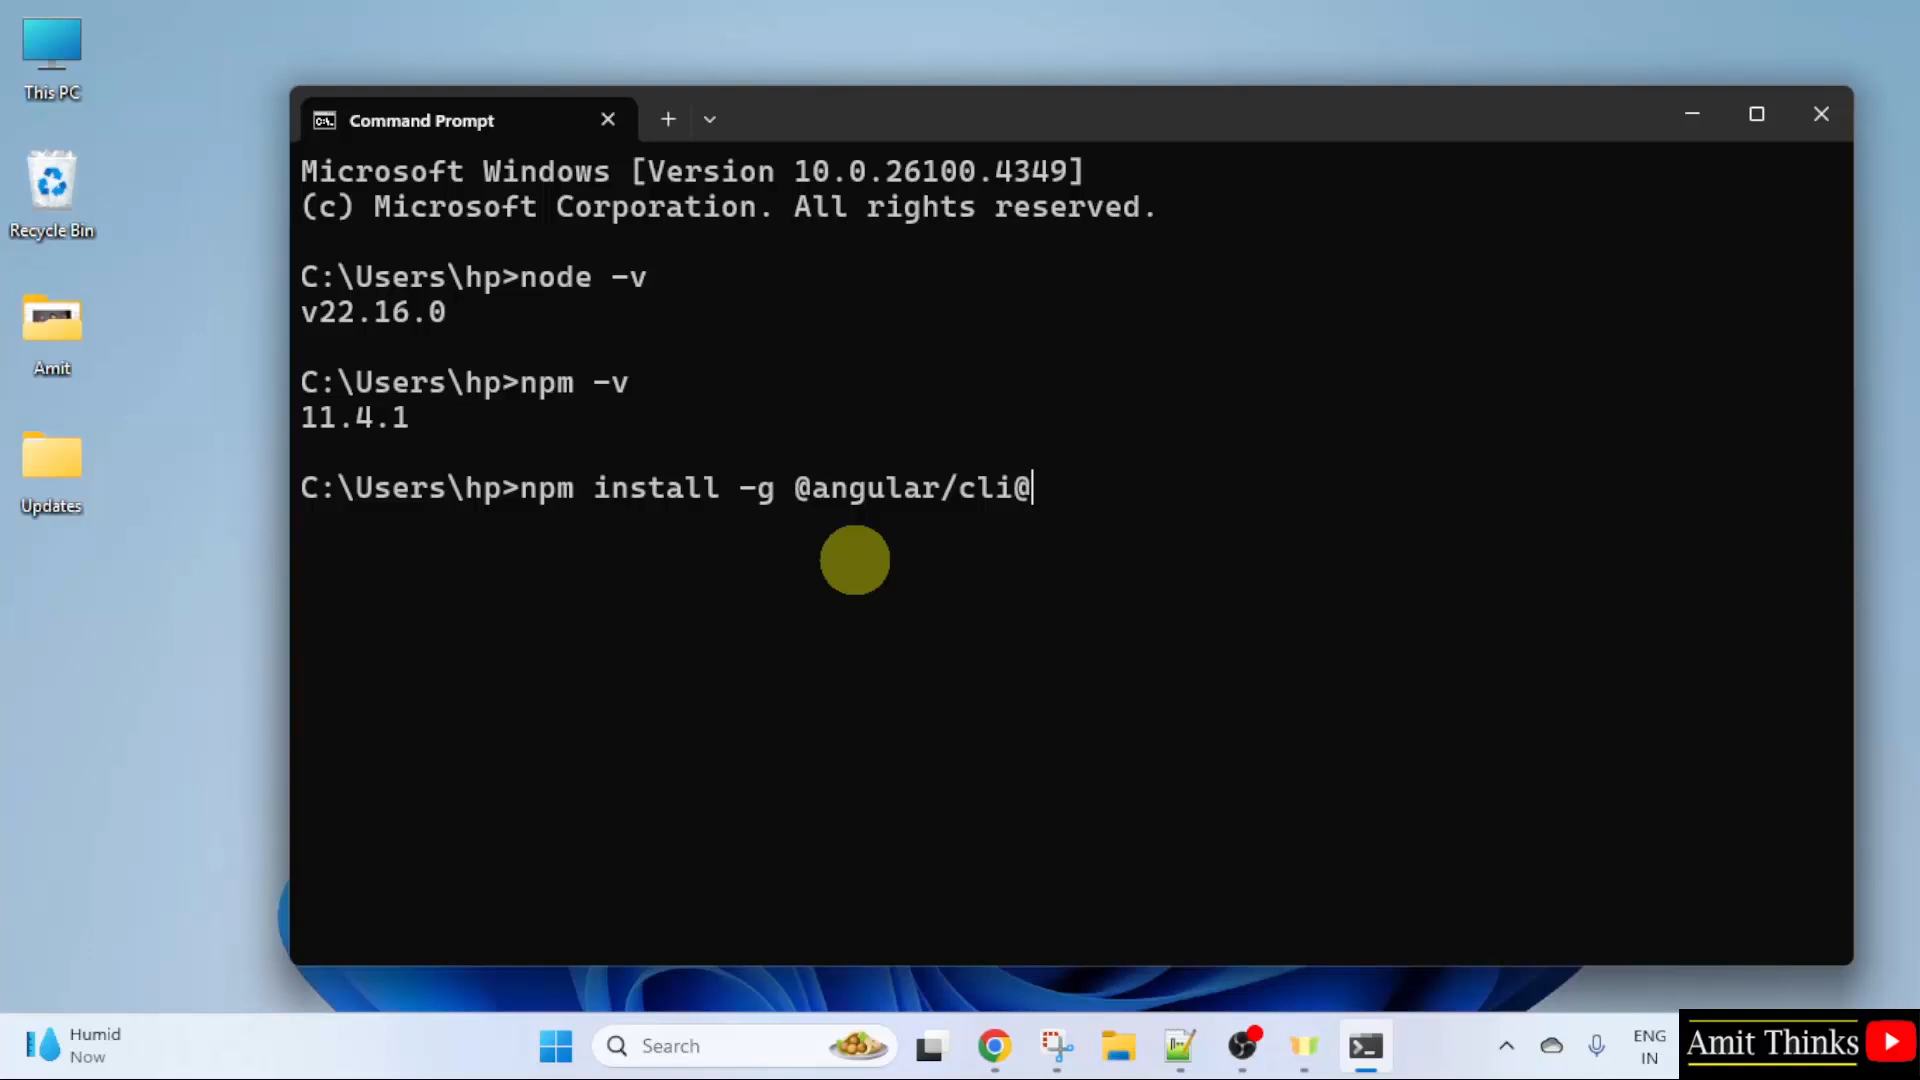 This PC
Recycle Bin
Amit
Updates
Command Prompt
Microsoft Windows [Version 10.0.26100.4349]
(c) Microsoft Corporation. All rights reserved.
C:\Users\hp>node -v
v22.16.0
C:\Users\hp>npm -v
11.4.1
C:\Users\hp>npm install -g @angular/cli@
Humid
Now
Search
ENG
IN
Amit Thinks